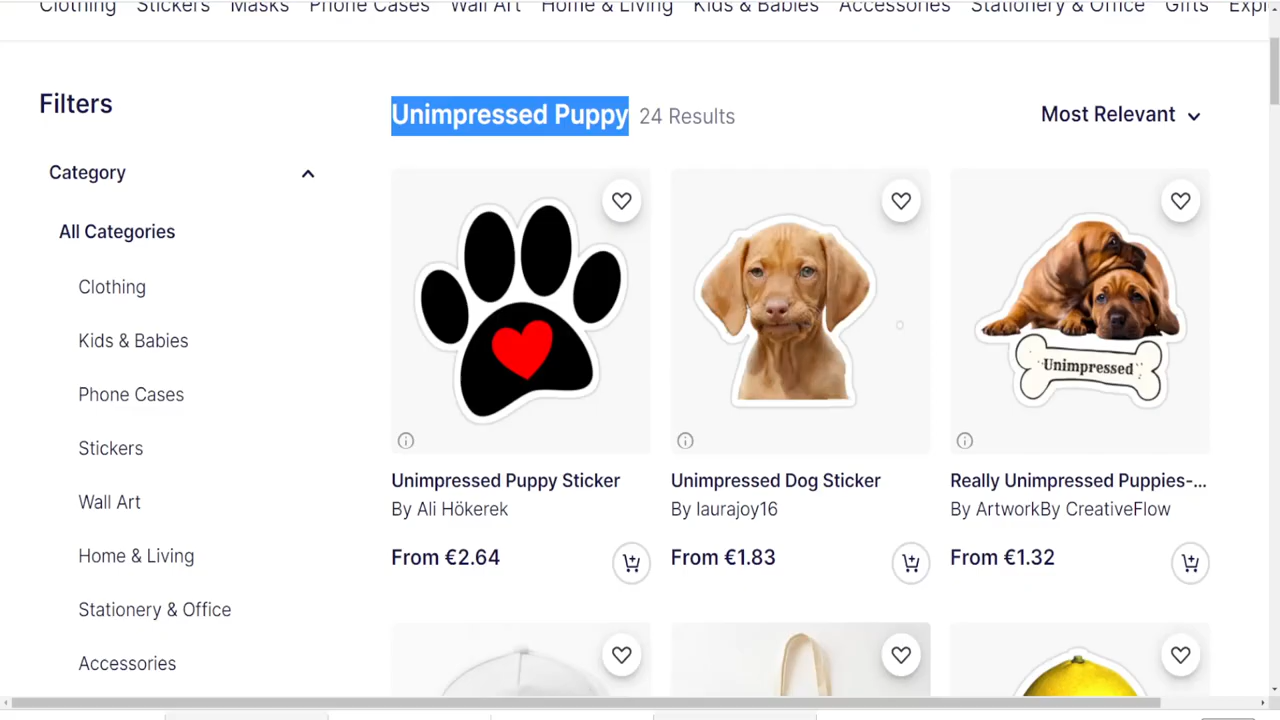 Clothing Stickers Masks Phone Cases Wall Art Home & Living Kids & Babies Accessories Stationery & Office Gifts Expl
Filters
Category
All Categories
Clothing
Kids & Babies
Phone Cases
Stickers
Wall Art
Home & Living
Stationery & Office
Accessories
Unimpressed Puppy 24 Results
Most Relevant
Unimpressed
Unimpressed Puppy Sticker
By Ali Hökerek
From €2.64
Unimpressed Dog Sticker
By laurajoy16
From €1.83
Really Unimpressed Puppies-...
By ArtworkBy CreativeFlow
From €1.32